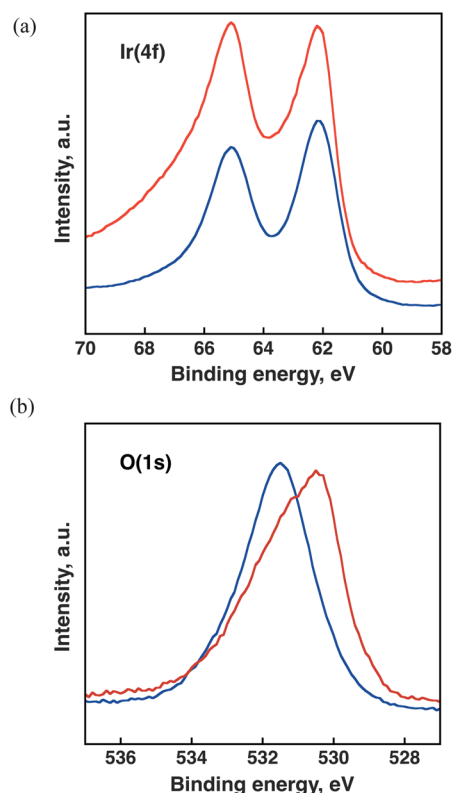 (a)
Ir(4f)
Intensity, a.u.
70 68 66 64 62 60 58
Binding energy, eV
(b)
O(1s)
Intensity, a.u.
536 534 532 530 528
Binding energy, eV